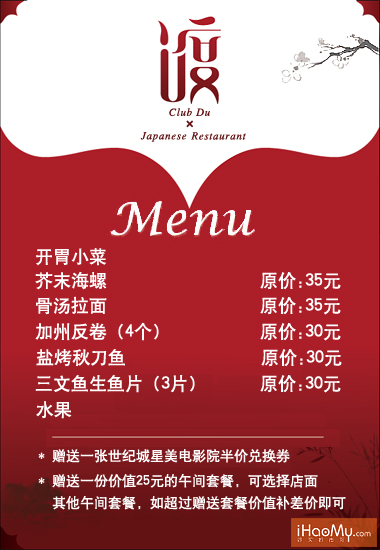 渡
Club Du
×
Japanese Restaurant
Menu
开胃小菜
芥末海螺 原价:35元
骨汤拉面 原价:35元
加州反卷（4个） 原价:30元
盐烤秋刀鱼 原价:30元
三文鱼生鱼片（3片） 原价:30元
水果
* 赠送一张世纪城星美电影院半价兑换券
* 赠送一份价值25元的午间套餐，可选择店面
其他午间套餐，如超过赠送套餐价值补差价即可
iHaoMy.com